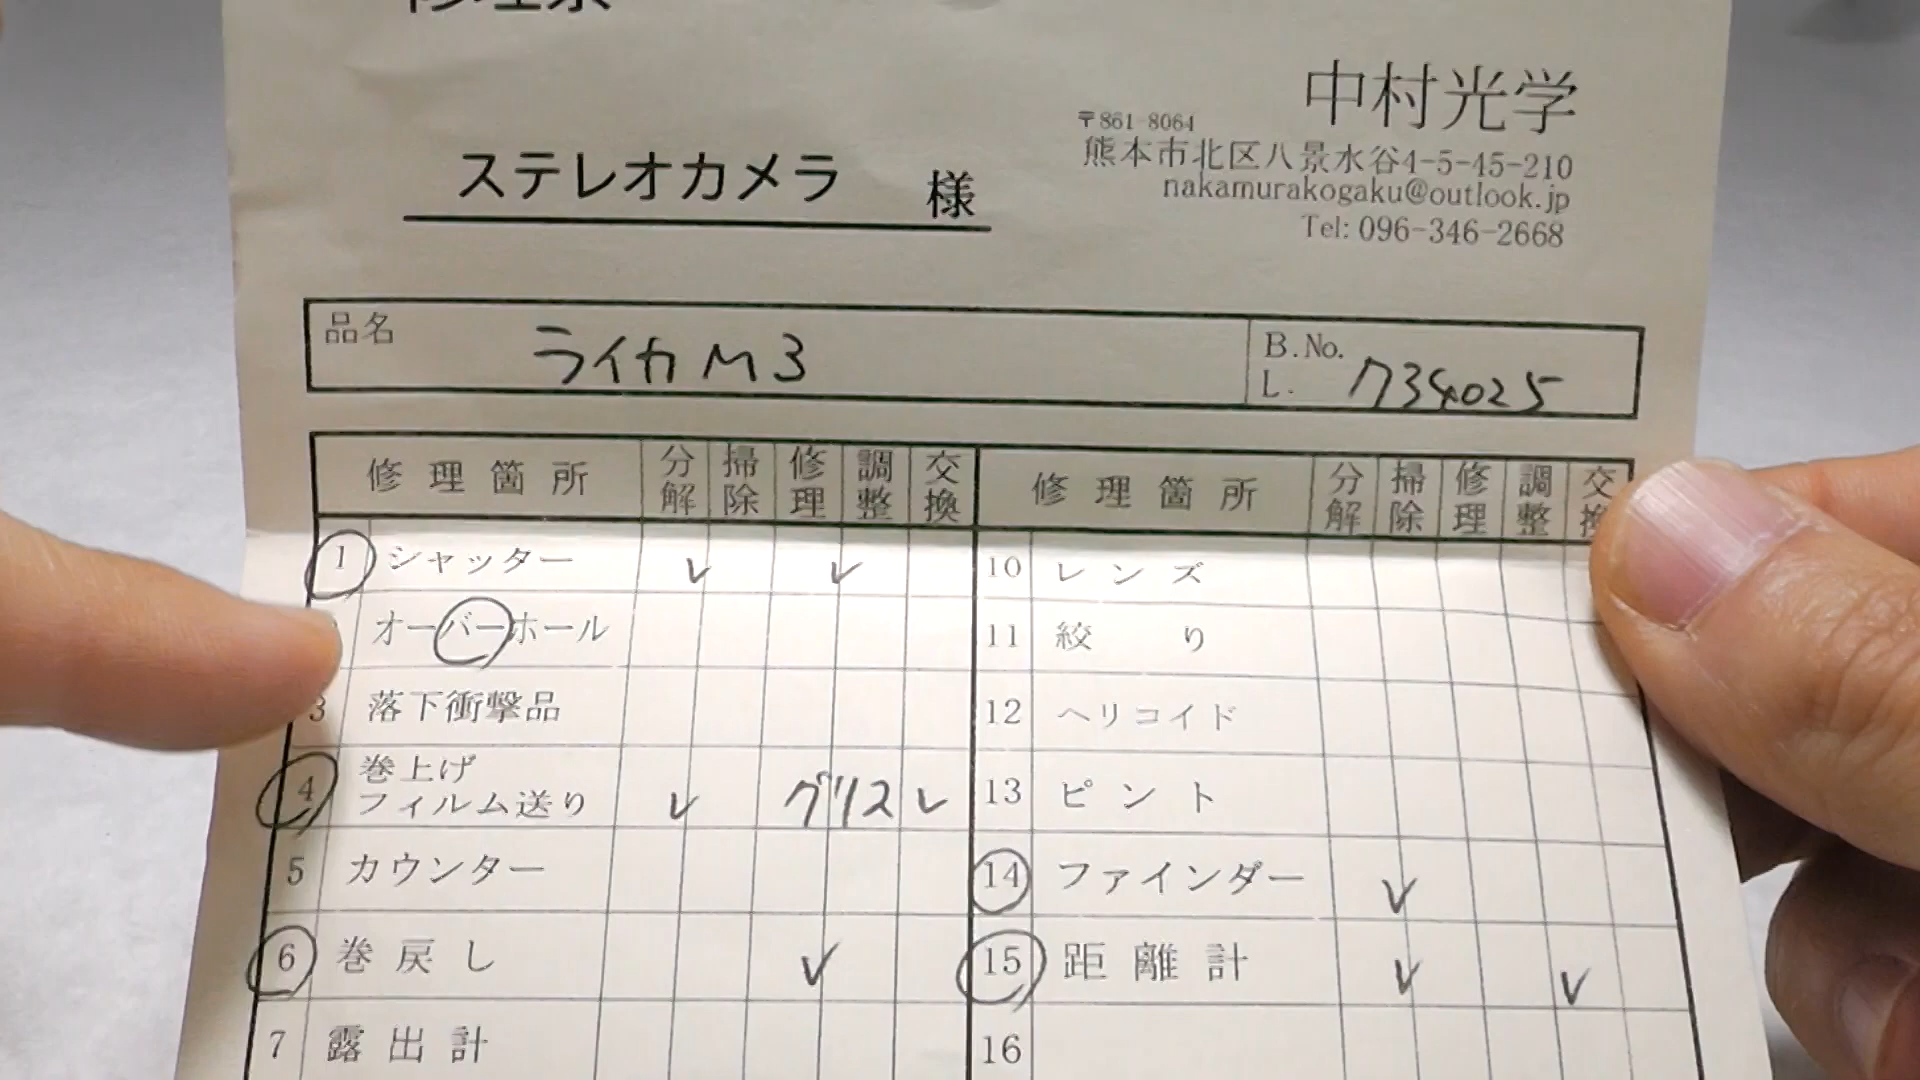 修理票
中村光学
〒861-8064
熊本市北区八景水谷4-5-45-210
nakamurakogaku@outlook.jp
Tel: 096-346-2668
ステレオカメラ 様
品名 ライカM3 B.No. L. 734025
修理箇所 分解 掃除 修理 調整 交換 修理箇所 分解 掃除 修理 調整 交換
1 シャッター ✓ ✓ 10 レンズ
オーバーホール 11 絞り
3 落下衝撃品 12 ヘリコイド
4 巻上げ
フィルム送り ✓ グリス ✓ 13 ピント
5 カウンター 14 ファインダー ✓
6 巻戻し ✓ 15 距離計 ✓ ✓
7 露出計 16